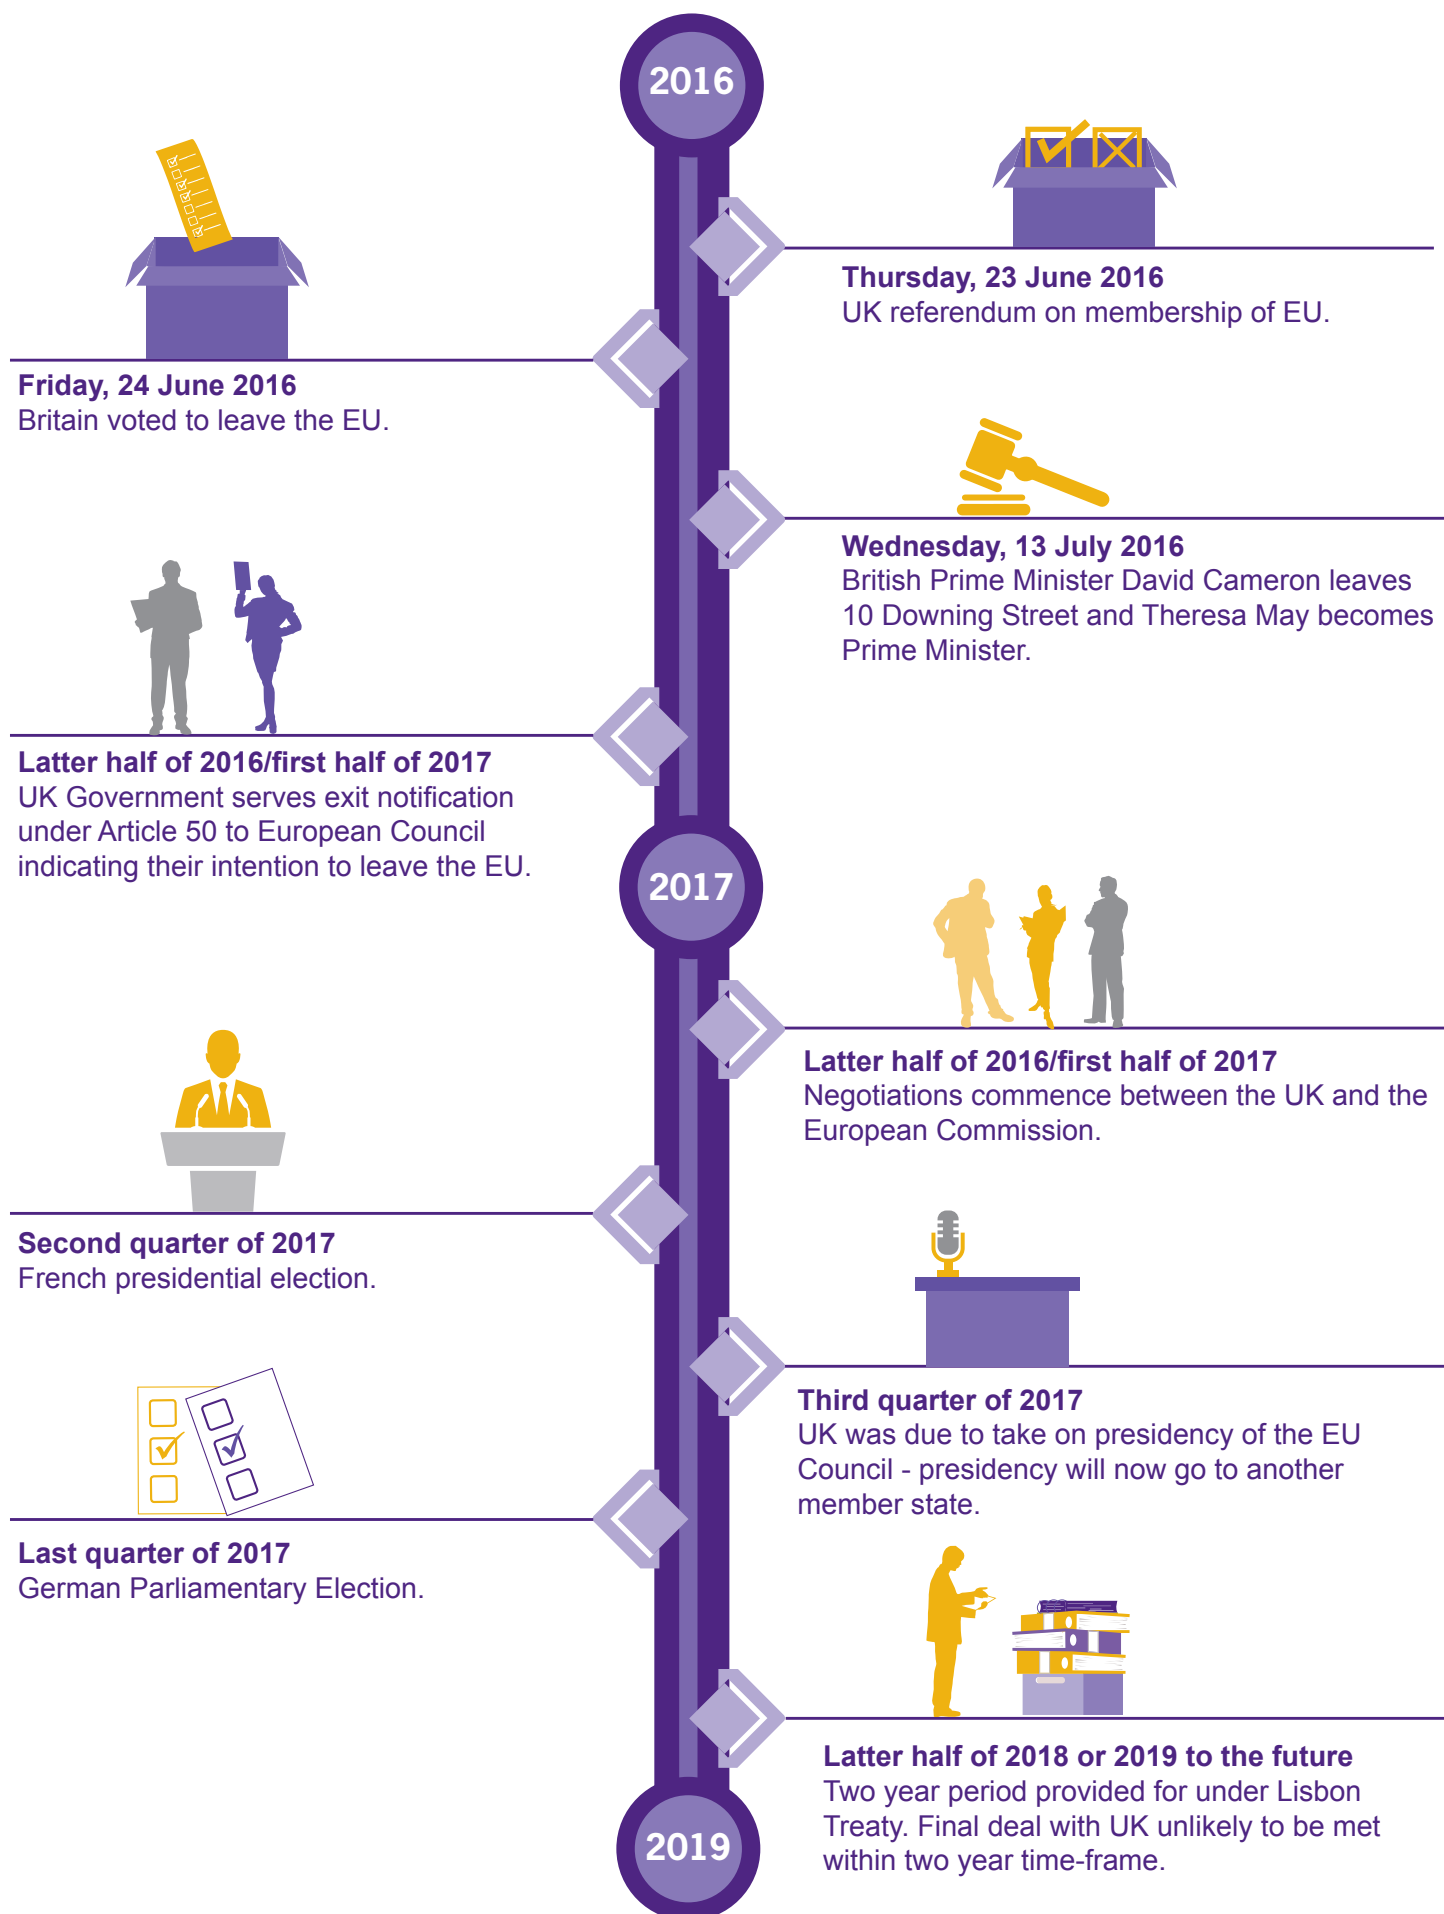 2016
Thursday, 23 June 2016
UK referendum on membership of EU.
Friday, 24 June 2016
Britain voted to leave the EU.
Wednesday, 13 July 2016
British Prime Minister David Cameron leaves
10 Downing Street and Theresa May becomes
Prime Minister.
Latter half of 2016/first half of 2017
UK Government serves exit notification
under Article 50 to European Council
indicating their intention to leave the EU.
2017
Latter half of 2016/first half of 2017
Negotiations commence between the UK and the
European Commission.
Second quarter of 2017
French presidential election.
Third quarter of 2017
UK was due to take on presidency of the EU
Council - presidency will now go to another
member state.
Last quarter of 2017
German Parliamentary Election.
Latter half of 2018 or 2019 to the future
Two year period provided for under Lisbon
Treaty. Final deal with UK unlikely to be met
within two year time-frame.
2019